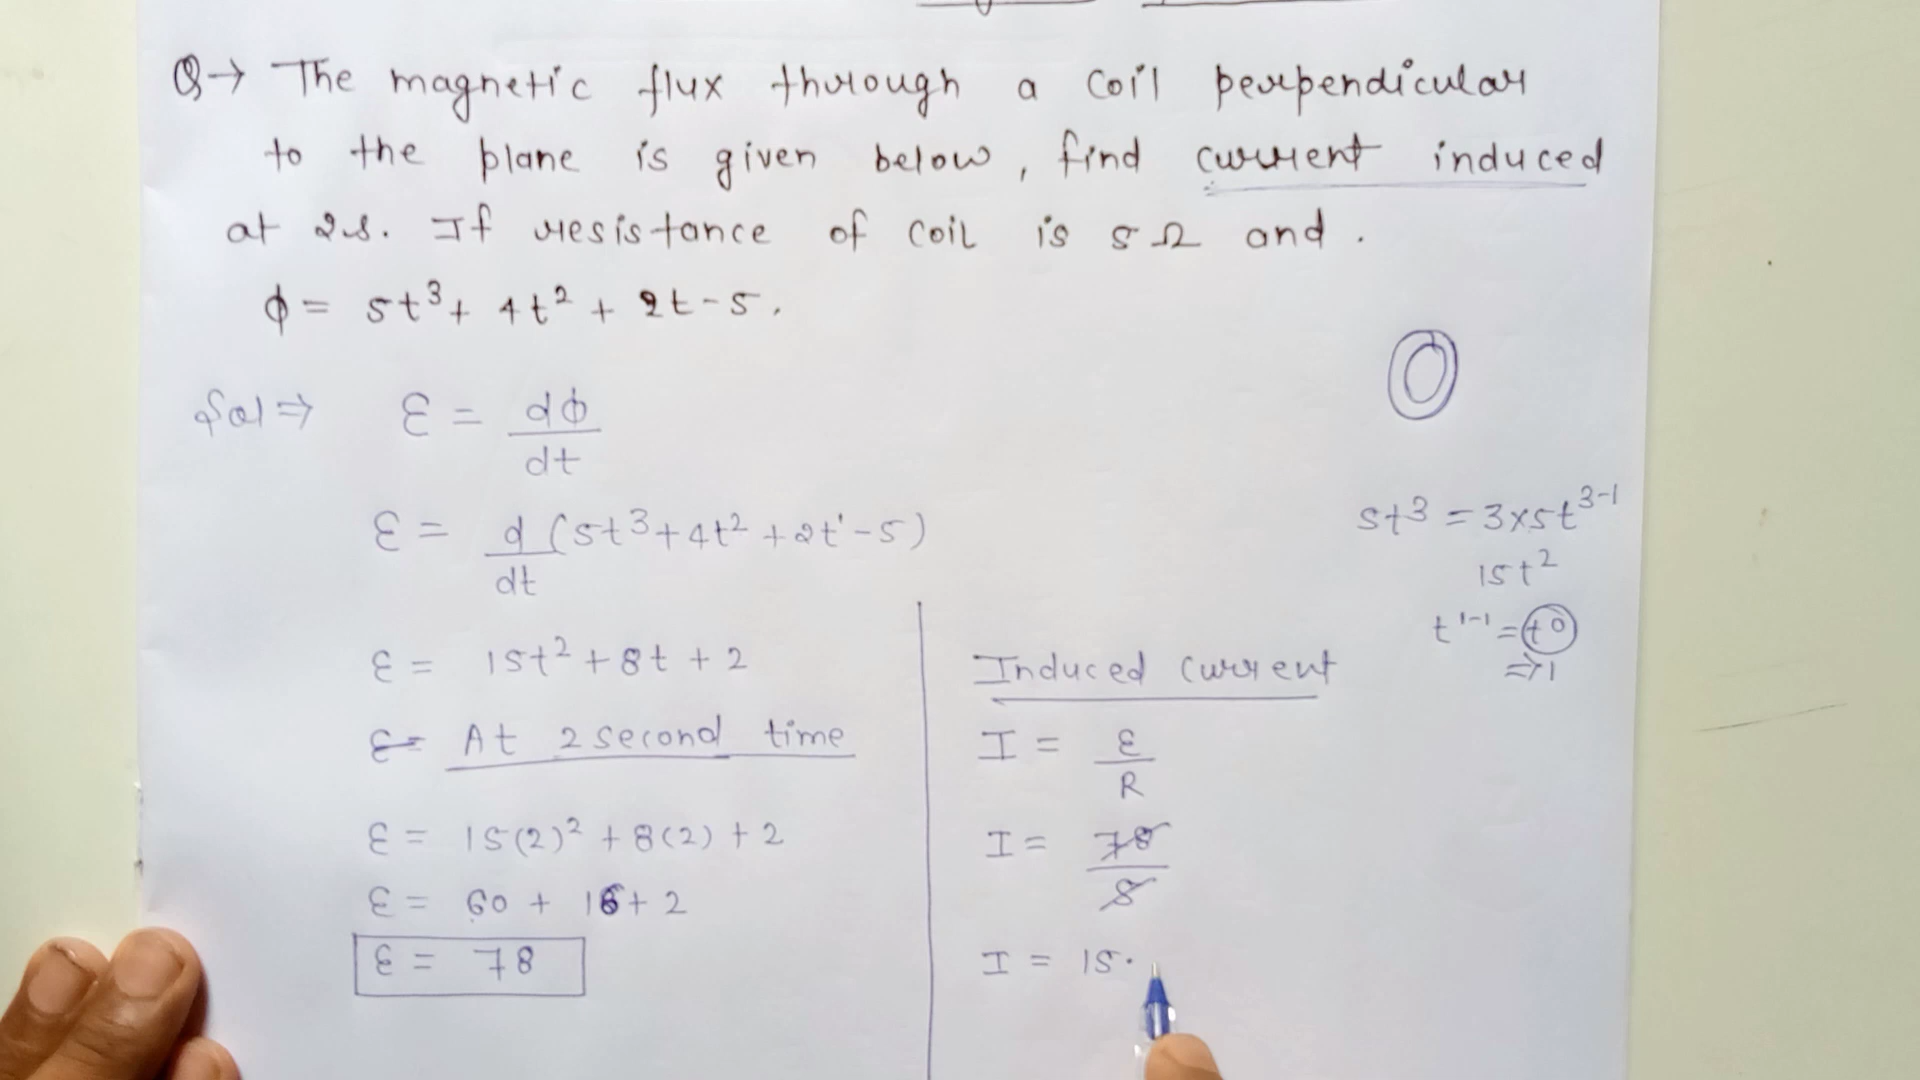 Q→ The magnetic flux through a coil perpendicular
to the plane is given below, find current induced
at 2s. If resistance of coil is 5Ω and.
ϕ = 5t³+ 4t² + 2t-5.
Sol⇒ Ɛ = dϕ/dt
Ɛ = d/dt (5t³+4t²+2t¹-5)
Ɛ = 15t²+8t+2
Ɛ= At 2 second time
Ɛ = 15(2)² + 8(2) + 2
Ɛ = 60 + 16+ 2
Ɛ = 78
5t³ = 3x5t³⁻¹
15t²
t¹⁻¹ = t⁰
⇒1
Induced current
I = Ɛ/R
I = 78/5
I = 15.